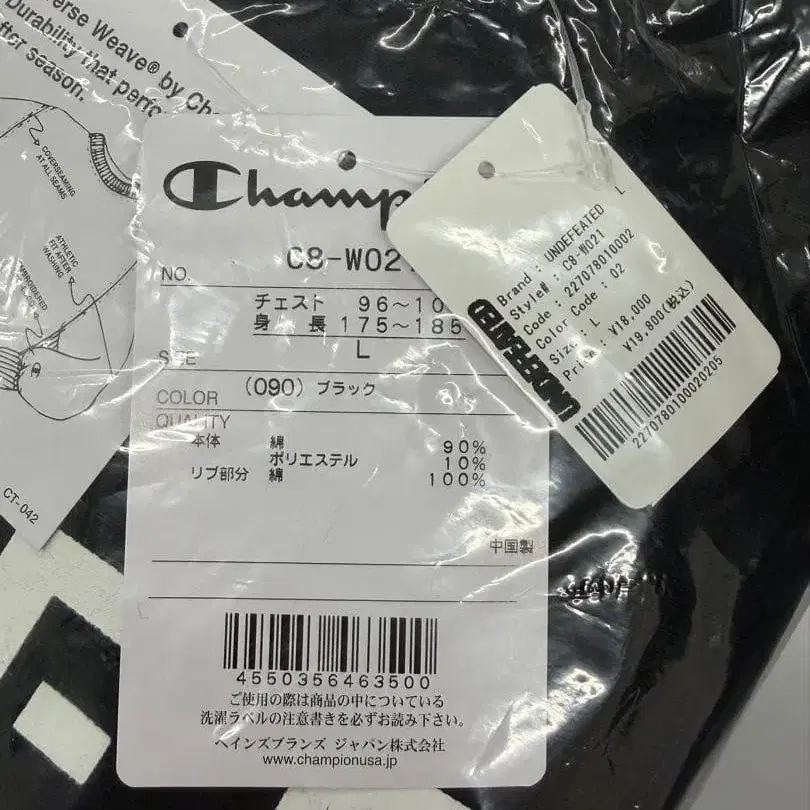 erse Weave® by Ch
Durability that perfo
fter season.
COVERSEAMING
AT ALL SEAMS
ATHLETIC
FIT AFTER
WASHING
EMBROIDERED
CT-042
Champ
NO. C8-W021
チェスト 96～10
身 長 175～185
SIZE L
COLOR (090) ブラック
QUALITY
本体 綿 90%
ポリエステル 10%
リブ部分 綿 100%
中国製
4550356463500
ご使用の際は商品の中についている
洗濯ラベルの注意書きを必ずお読み下さい。
ヘインズブランズ ジャパン株式会社
www.championusa.jp
L
Brand : UNDEFEATED
Style# : C8-W021
Code : 227078010002
Color Code : 02
Size : L
Price : ¥18,000
¥19,800(税込)
UNDEFEATED
2270780100020205